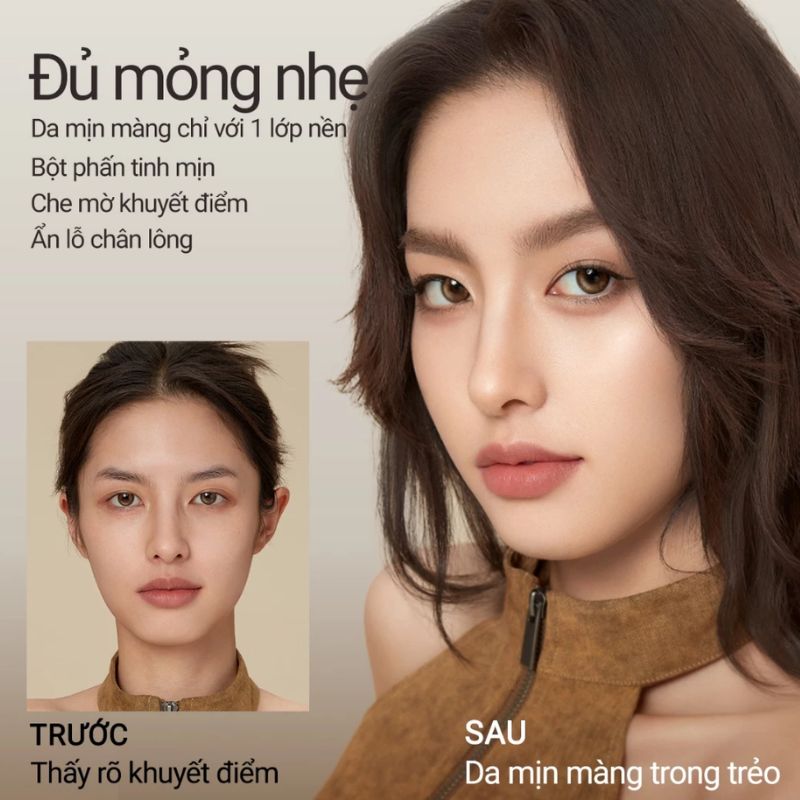 Đủ mỏng nhẹ
Da mịn màng chỉ với 1 lớp nền
Bột phấn tinh mịn
Che mờ khuyết điểm
Ẩn lỗ chân lông
TRƯỚC
Thấy rõ khuyết điểm
SAU
Da mịn màng trong trẻo